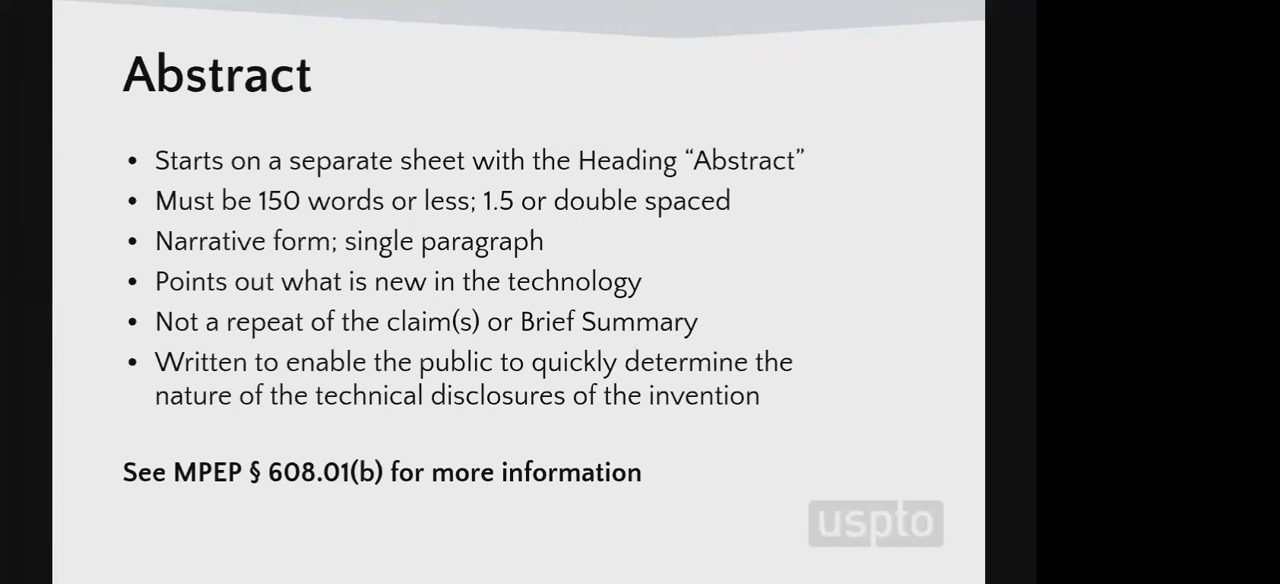 Abstract
• Starts on a separate sheet with the Heading “Abstract”
• Must be 150 words or less; 1.5 or double spaced
• Narrative form; single paragraph
• Points out what is new in the technology
• Not a repeat of the claim(s) or Brief Summary
• Written to enable the public to quickly determine the
nature of the technical disclosures of the invention
See MPEP § 608.01(b) for more information
uspto